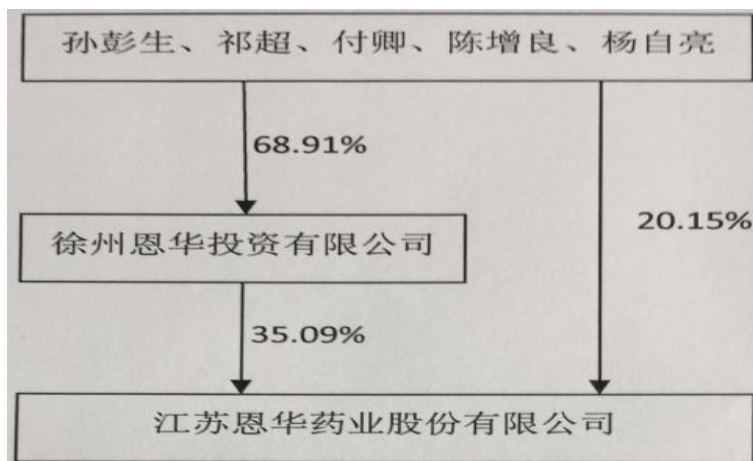 孙彭生、祁超、付卿、陈增良、杨自亮
68.91%
20.15%
徐州恩华投资有限公司
35.09%
江苏恩华药业股份有限公司